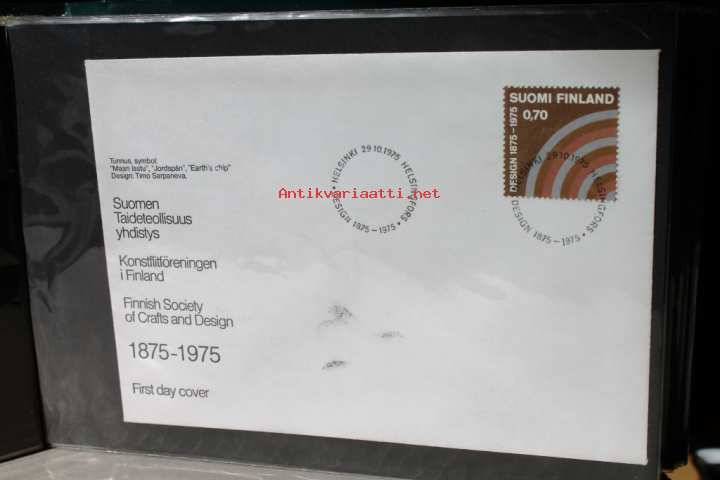 Tunnus, symbol:
"Maan lastu", "Jordspån", "Earth's chip"
Design: Timo Sarpaneva.
Suomen
Taideteollisuus
yhdistys
Konstflitföreningen
i Finland
Finnish Society
of Crafts and Design
1875-1975
First day cover
HELSINKI 29.10.1975 HELSINGFORS
• DESIGN 1875-1975 •
Antikvariaatti.net
SUOMI FINLAND
0,70
DESIGN 1875-1975
HELSINKI 29.10.1975 HELSINGFORS
• DESIGN 1875-1975 •